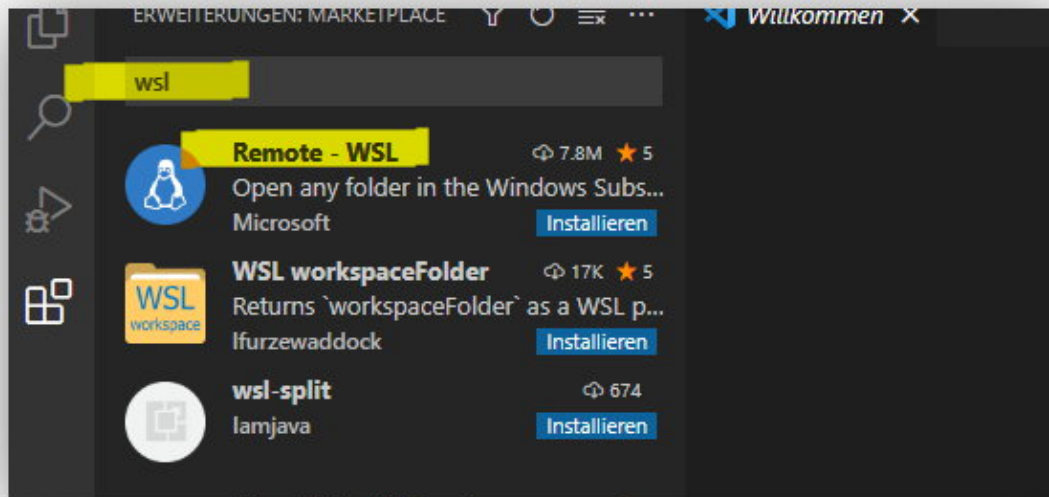 ERWEITERUNGEN: MARKETPLACE
Willkommen
wsl
Remote - WSL 7.8M 5
Open any folder in the Windows Subs...
Microsoft Installieren
WSL workspaceFolder 17K 5
WSL
workspace
Returns `workspaceFolder` as a WSL p...
lfurzewaddock Installieren
wsl-split 674
Iamjava Installieren